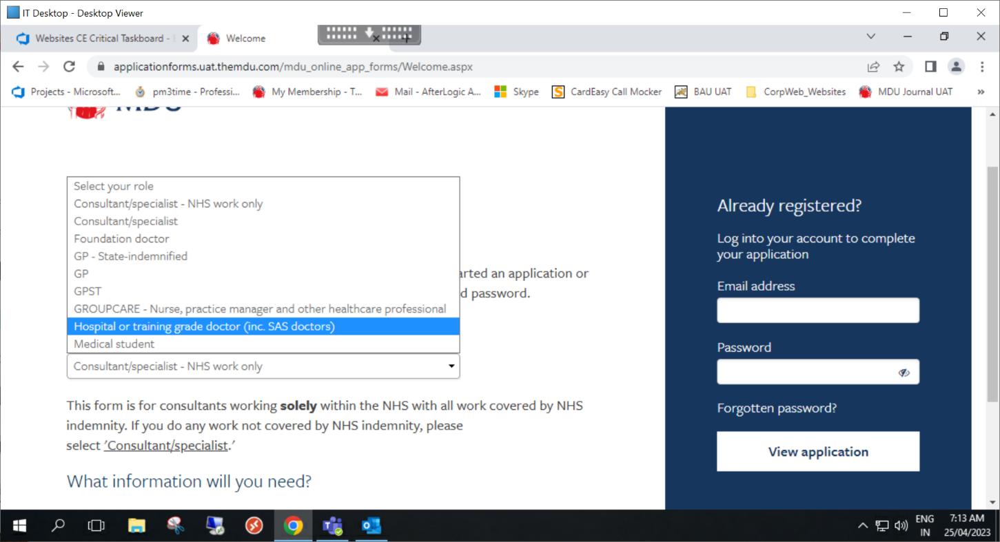 IT Desktop - Desktop Viewer
Websites CE Critical Taskboard -
Welcome
applicationforms.uat.themdu.com/mdu_online_app_forms/Welcome.aspx
Projects - Microsoft...
pm3time - Professi...
My Membership - T...
Mail - AfterLogic A...
Skype
CardEasy Call Mocker
BAU UAT
CorpWeb_Websites
MDU Journal UAT
»
MDU
Select your role
Consultant/specialist - NHS work only
Consultant/specialist
Foundation doctor
GP - State-indemnified
GP
GPST
GROUPCARE - Nurse, practice manager and other healthcare professional
Hospital or training grade doctor (inc. SAS doctors)
Medical student
arted an application or
d password.
Consultant/specialist - NHS work only
This form is for consultants working solely within the NHS with all work covered by NHS
indemnity. If you do any work not covered by NHS indemnity, please
select 'Consultant/specialist.'
What information will you need?
Already registered?
Log into your account to complete
your application
Email address
Password
Forgotten password?
View application
ENG
IN
7:13 AM
25/04/2023